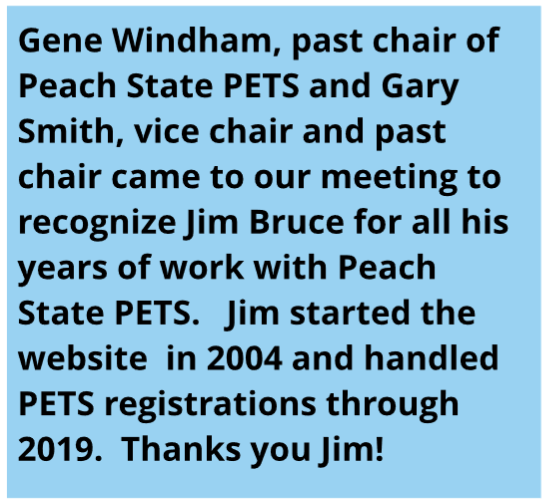 Gene Windham, past chair of
Peach State PETS and Gary
Smith, vice chair and past
chair came to our meeting to
recognize Jim Bruce for all his
years of work with Peach
State PETS.   Jim started the
website  in 2004 and handled
PETS registrations through
2019.  Thanks you Jim!